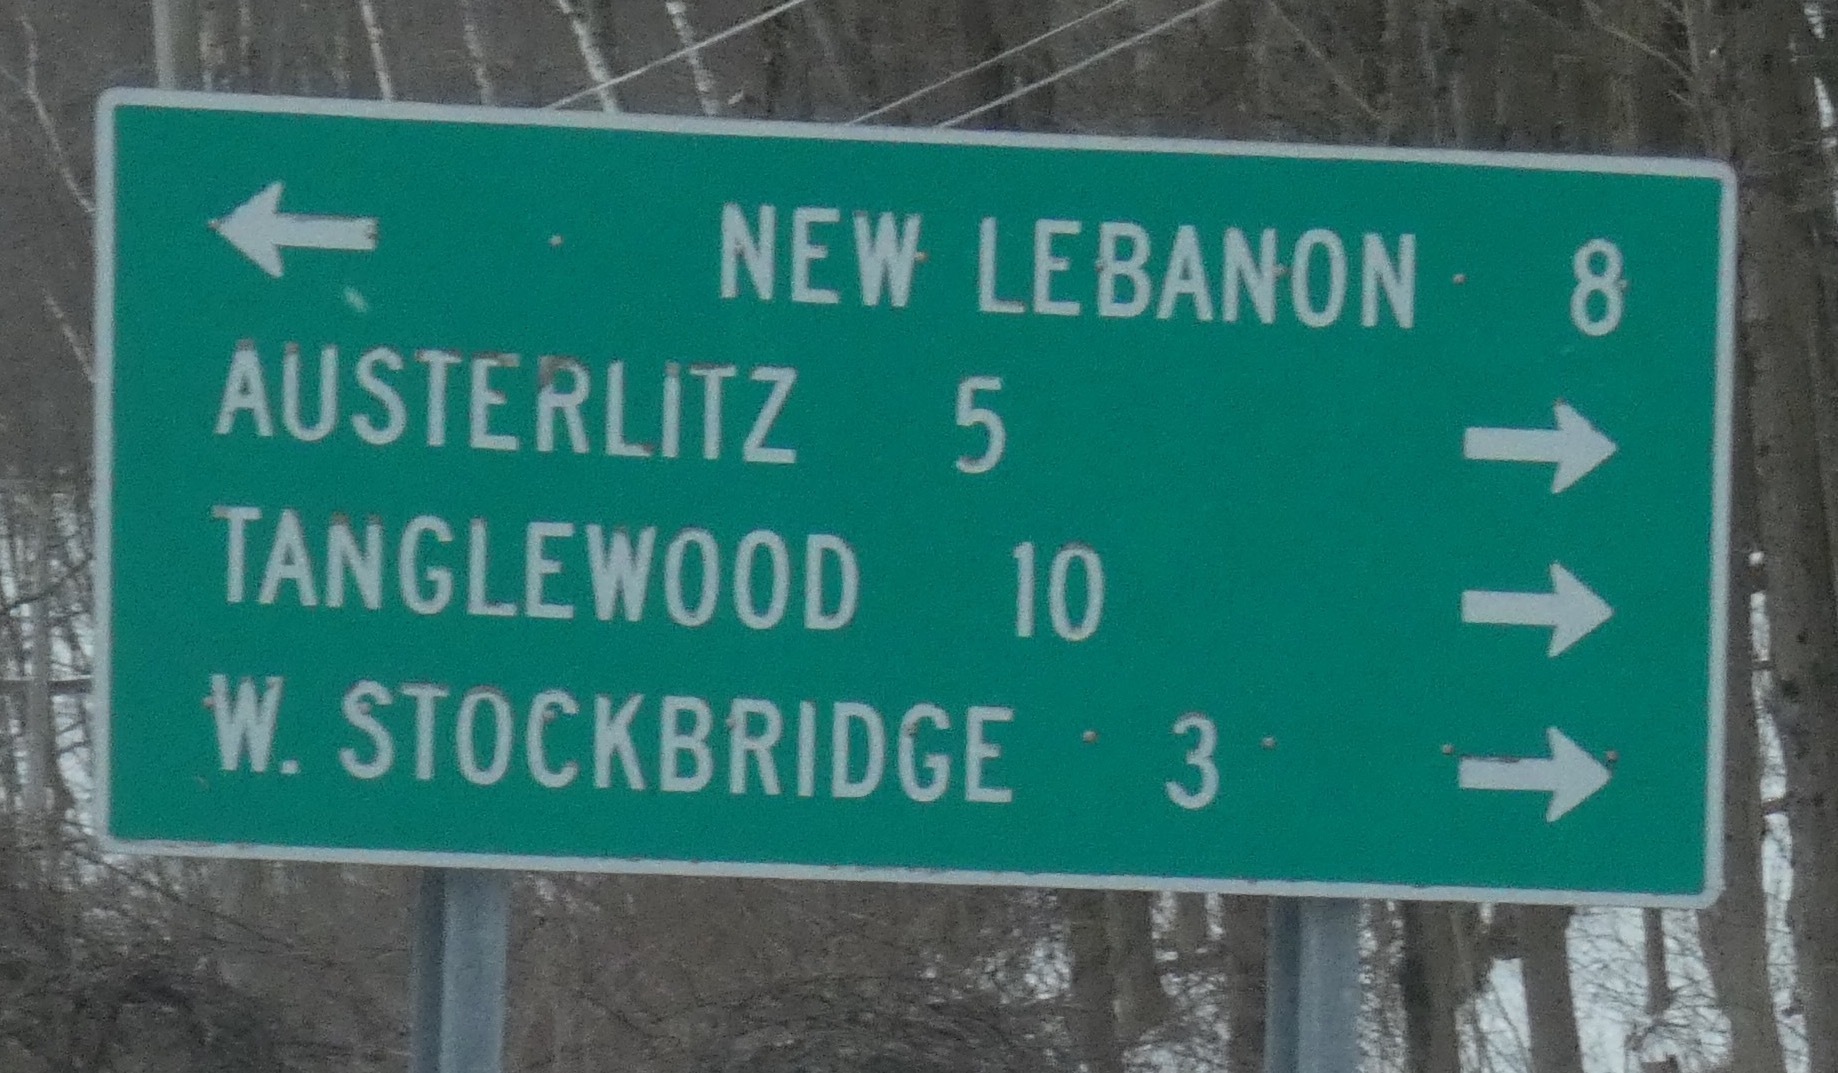 ← NEW LEBANON 8
AUSTERLITZ 5 →
TANGLEWOOD 10 →
W. STOCKBRIDGE 3 →